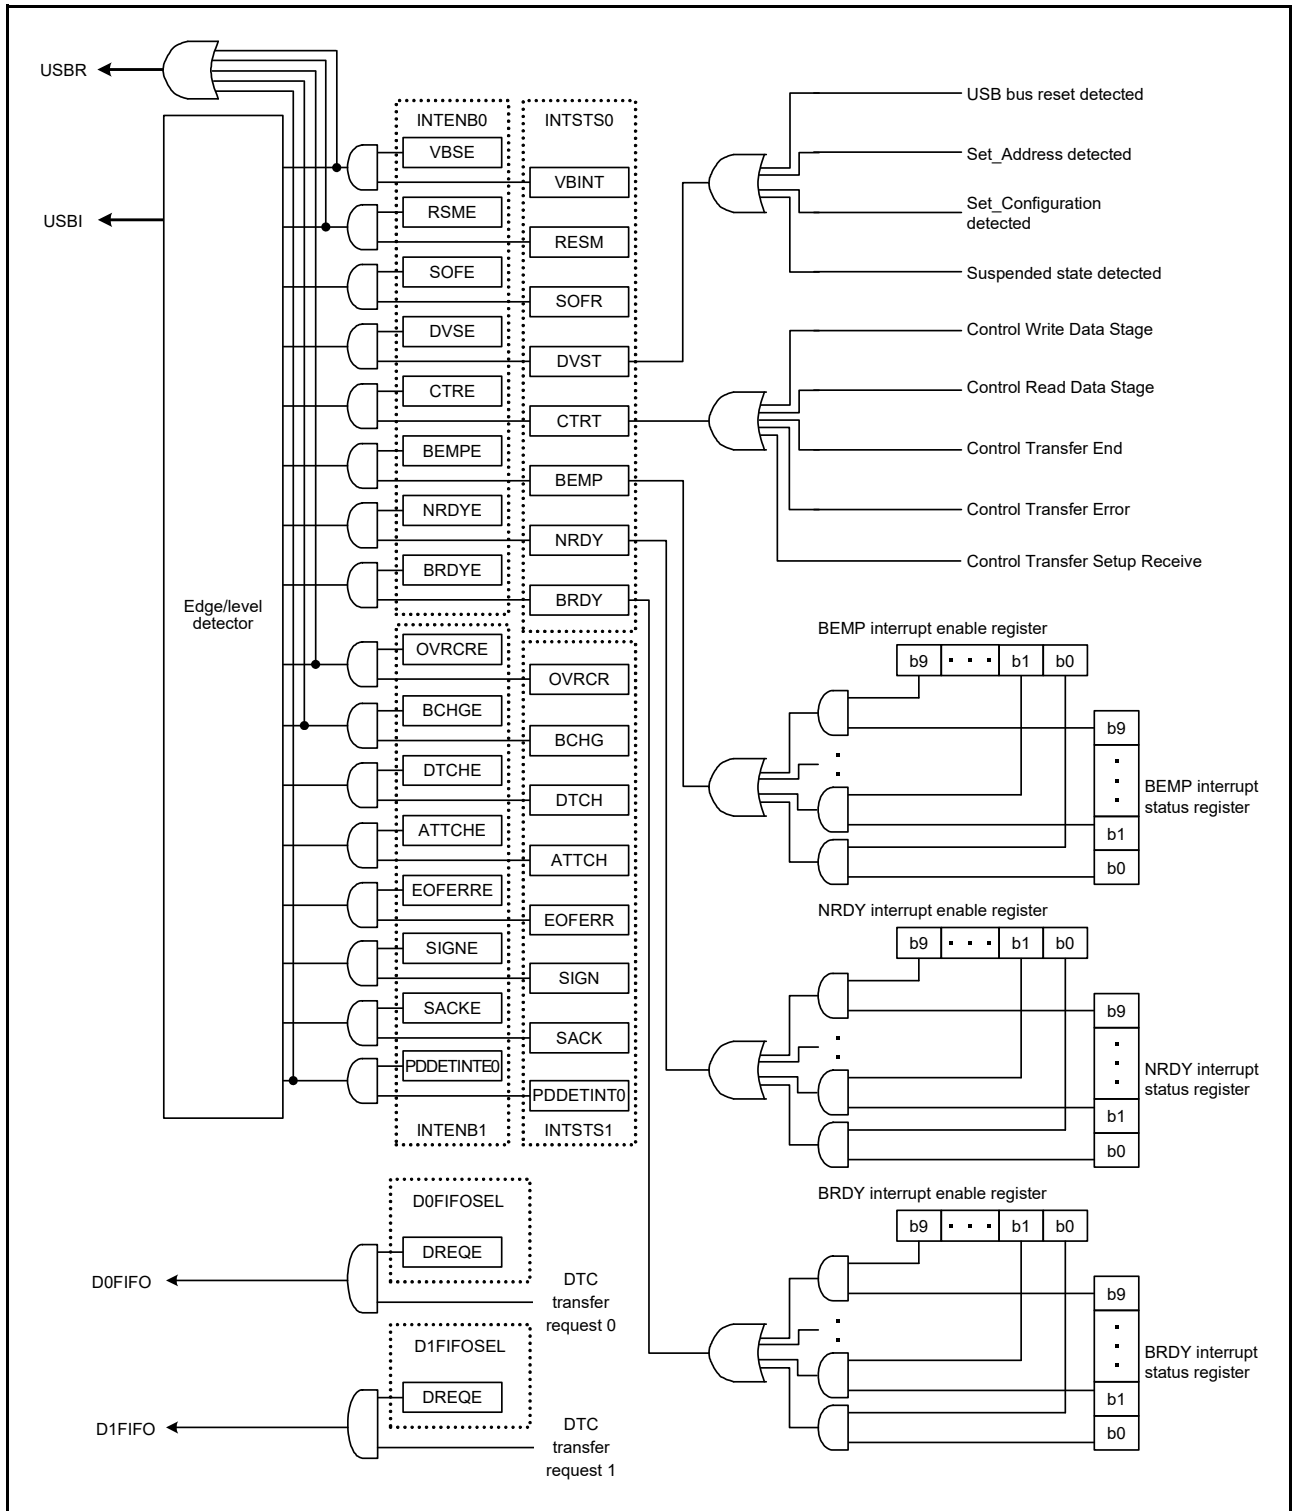 USBR
USBI
Edge/level
detector
INTENB0
VBSE
RSME
SOFE
DVSE
CTRE
BEMPE
NRDYE
BRDYE
OVRCRE
BCHGE
DTCHE
ATTCHE
EOFERRE
SIGNE
SACKE
PDDETINTE0
INTENB1
INTSTS0
VBINT
RESM
SOFR
DVST
CTRT
BEMP
NRDY
BRDY
OVRCR
BCHG
DTCH
ATTCH
EOFERR
SIGN
SACK
PDDETINT0
INTSTS1
USB bus reset detected
Set_Address detected
Set_Configuration
detected
Suspended state detected
Control Write Data Stage
Control Read Data Stage
Control Transfer End
Control Transfer Error
Control Transfer Setup Receive
BEMP interrupt enable register
b9 · · · b1 b0
b9
b1
b0
BEMP interrupt
status register
NRDY interrupt enable register
b9 · · · b1 b0
b9
b1
b0
NRDY interrupt
status register
BRDY interrupt enable register
b9 · · · b1 b0
b9
b1
b0
BRDY interrupt
status register
D0FIFOSEL
DREQE
D0FIFO
DTC
transfer
request 0
D1FIFOSEL
DREQE
D1FIFO
DTC
transfer
request 1